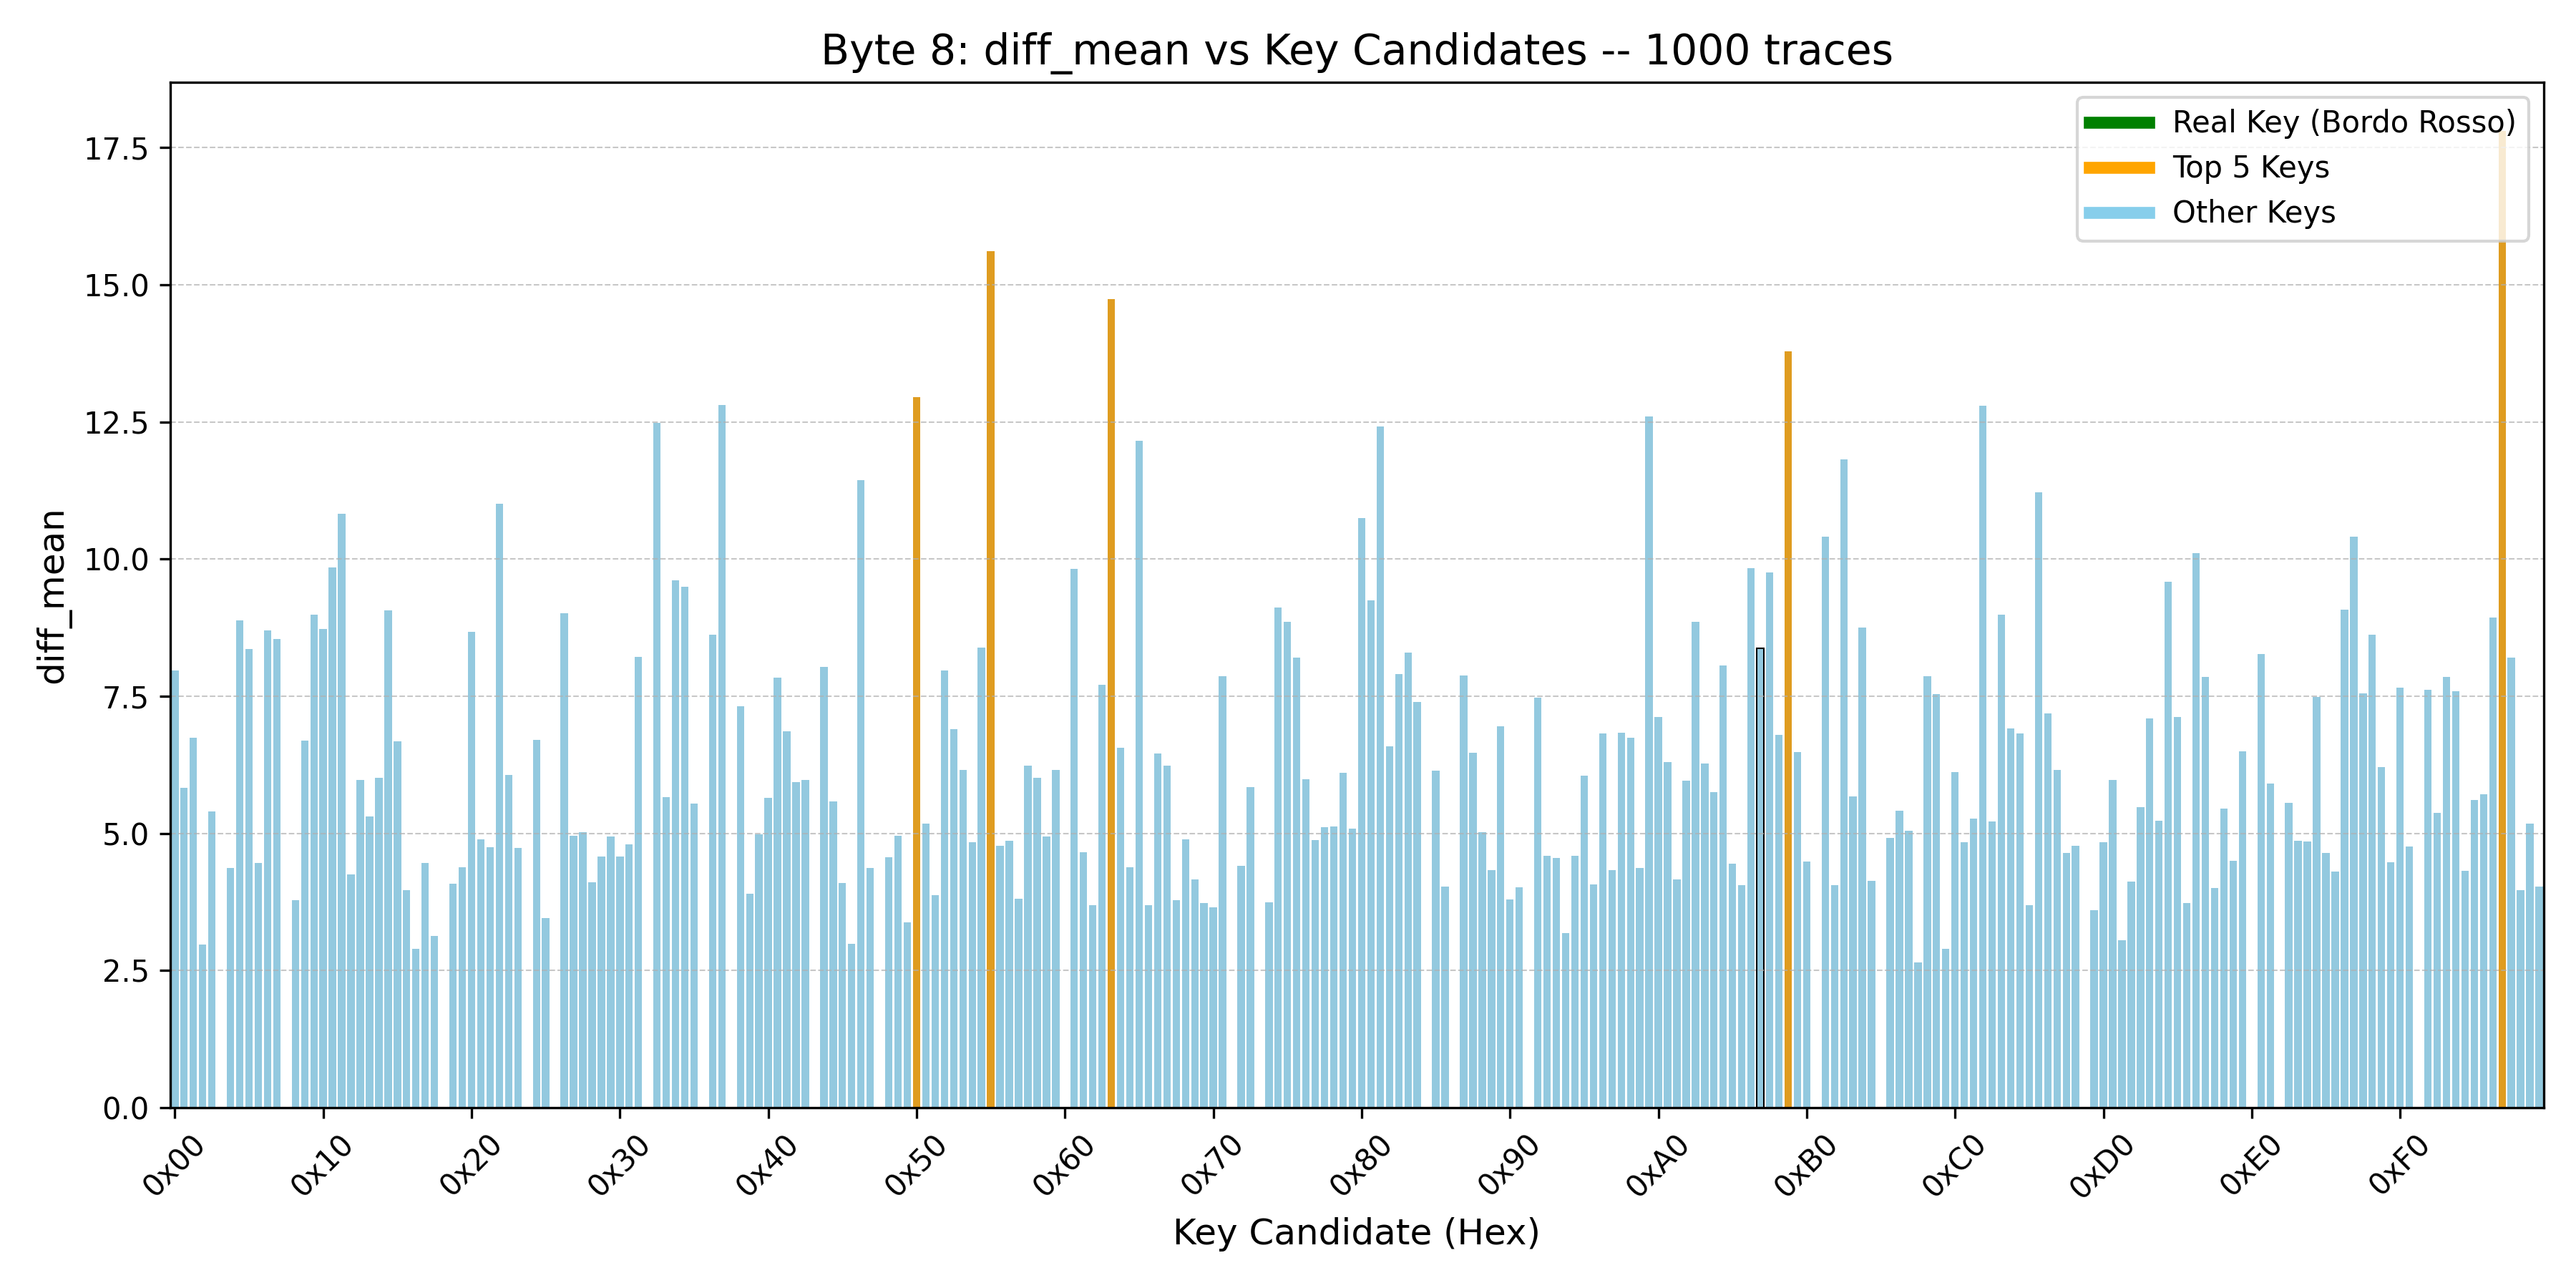 Byte 8: diff_mean vs Key Candidates -- 1000 traces
Real Key (Bordo Rosso)
Top 5 Keys
Other Keys
diff_mean
17.5
15.0
12.5
10.0
7.5
5.0
2.5
0.0
0x00 0x10 0x20 0x30 0x40 0x50 0x60 0x70 0x80 0x90 0xA0 0xB0 0xC0 0xD0 0xE0 0xF0
Key Candidate (Hex)